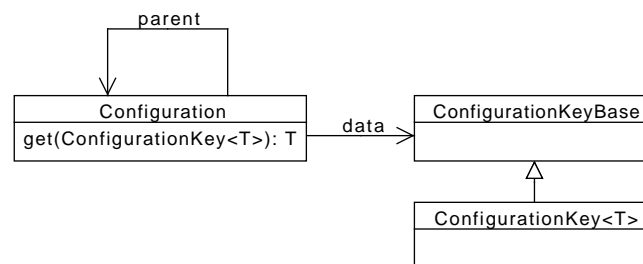 parent
Configuration
get(ConfigurationKey<T>): T
data
ConfigurationKeyBase
ConfigurationKey<T>